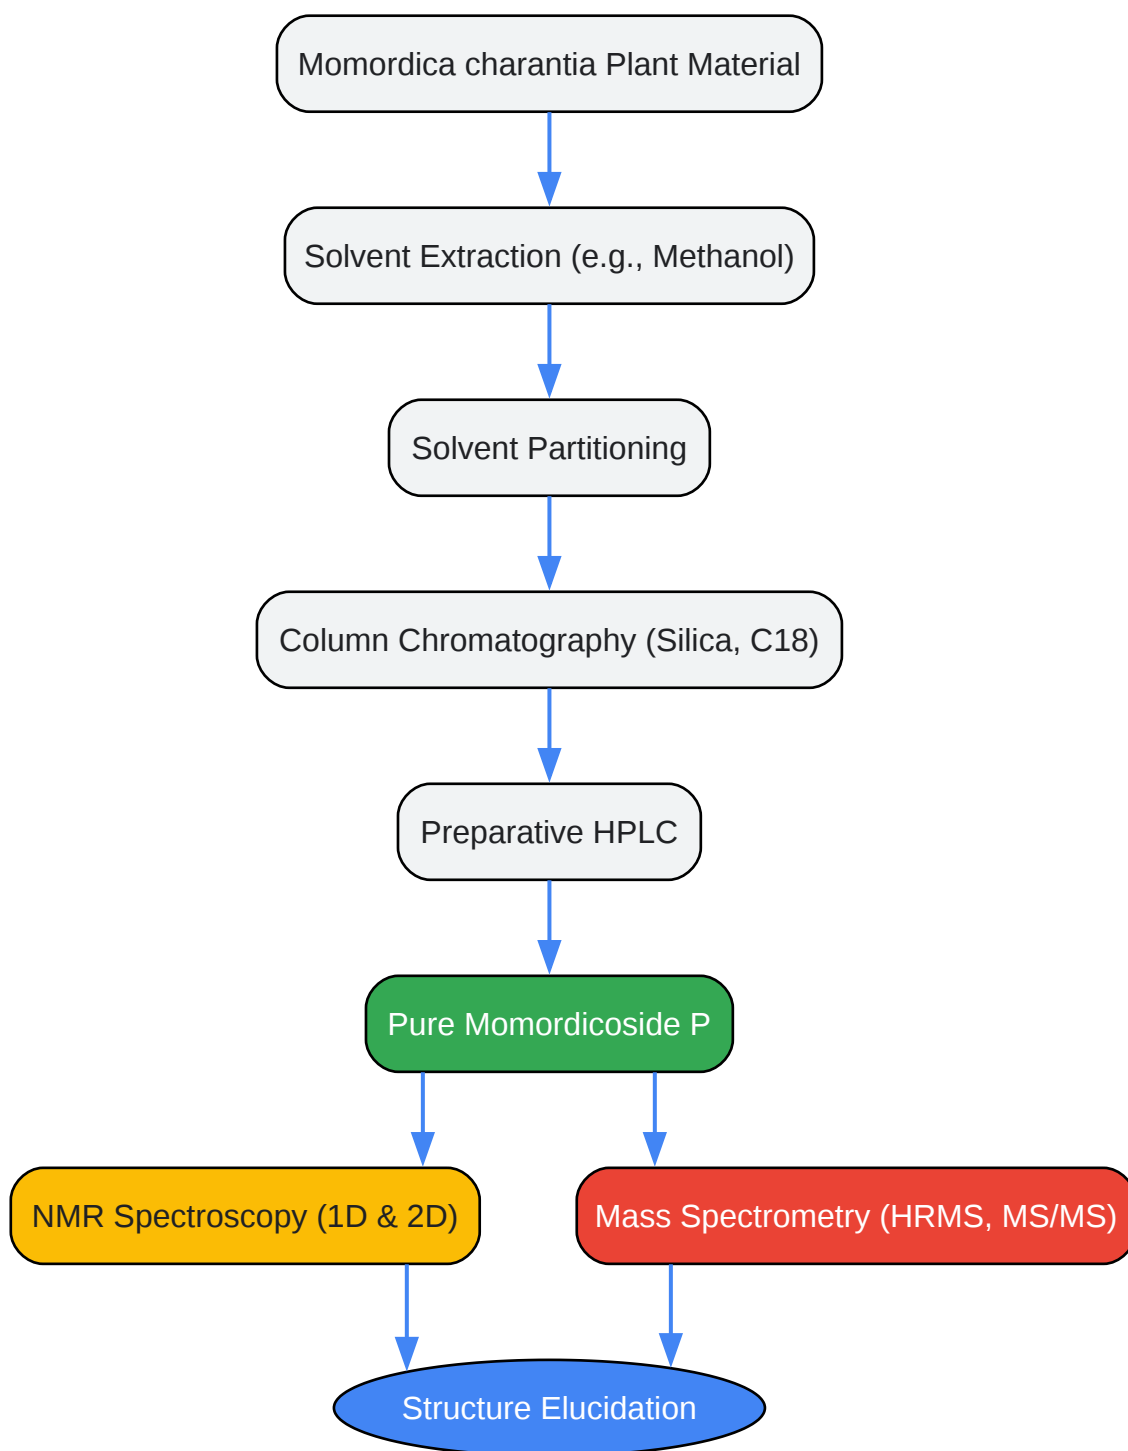 Momordica charantia Plant Material
Solvent Extraction (e.g., Methanol)
Solvent Partitioning
Column Chromatography (Silica, C18)
Preparative HPLC
Pure Momordicoside P
NMR Spectroscopy (1D & 2D)
Mass Spectrometry (HRMS, MS/MS)
Structure Elucidation